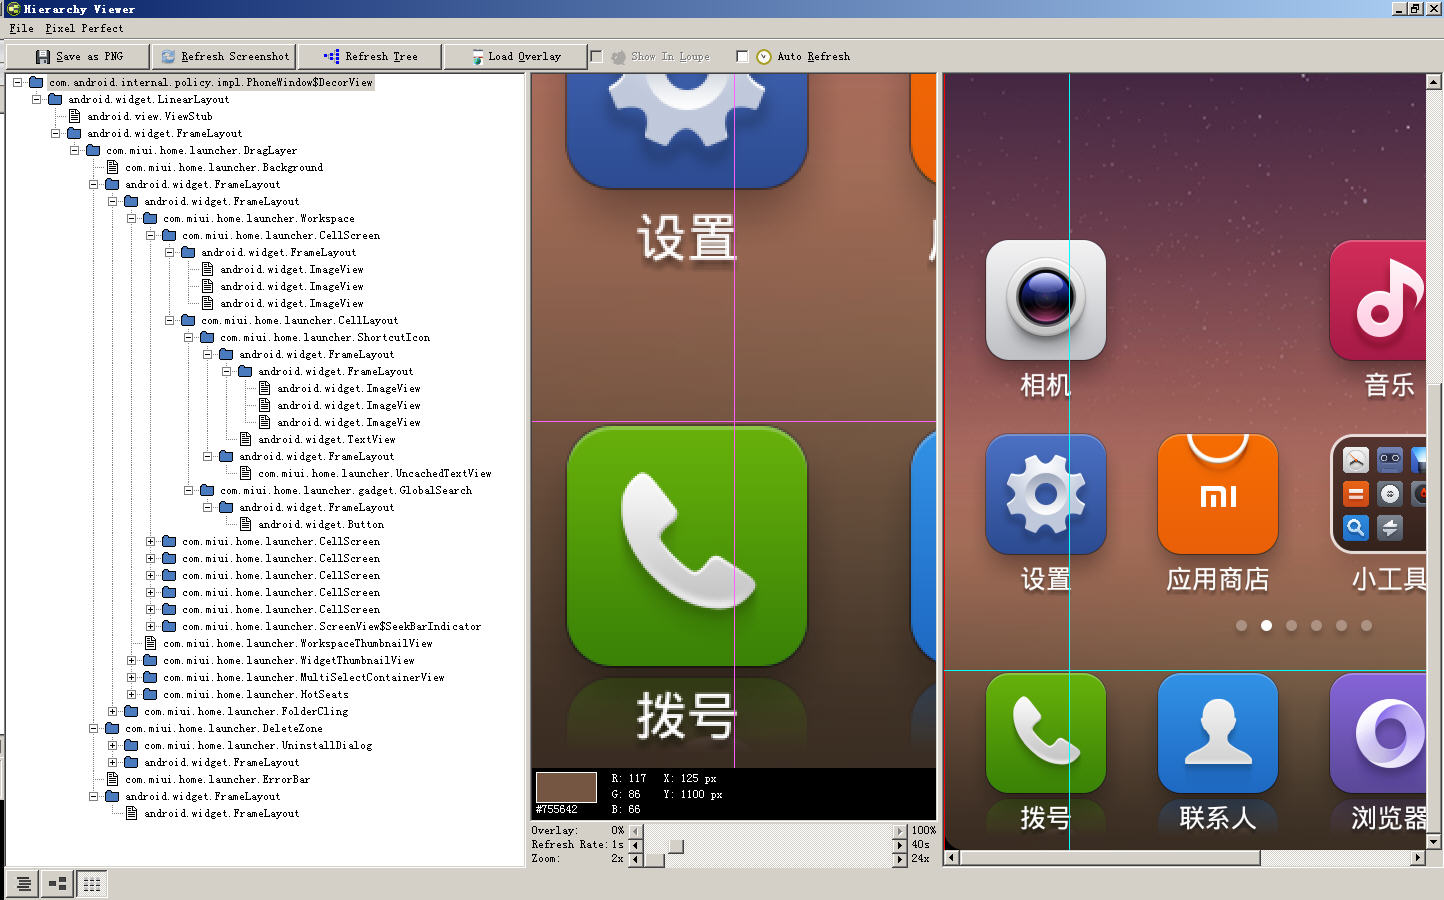 Hierarchy Viewer
File Pixel Perfect
Save as PNG Refresh Screenshot Refresh Tree Load Overlay Show In Loupe Auto Refresh
com.android.internal.policy.impl.PhoneWindow$DecorView
android.widget.LinearLayout
android.view.ViewStub
android.widget.FrameLayout
com.miui.home.launcher.DragLayer
com.miui.home.launcher.Background
android.widget.FrameLayout
android.widget.FrameLayout
com.miui.home.launcher.Workspace
com.miui.home.launcher.CellScreen
android.widget.FrameLayout
android.widget.ImageView
android.widget.ImageView
android.widget.ImageView
com.miui.home.launcher.CellLayout
com.miui.home.launcher.ShortcutIcon
android.widget.FrameLayout
android.widget.FrameLayout
android.widget.ImageView
android.widget.ImageView
android.widget.ImageView
android.widget.TextView
android.widget.FrameLayout
com.miui.home.launcher.UncachedTextView
com.miui.home.launcher.gadget.GlobalSearch
android.widget.FrameLayout
android.widget.Button
com.miui.home.launcher.CellScreen
com.miui.home.launcher.CellScreen
com.miui.home.launcher.CellScreen
com.miui.home.launcher.CellScreen
com.miui.home.launcher.CellScreen
com.miui.home.launcher.ScreenView$SeekBarIndicator
com.miui.home.launcher.WorkspaceThumbnailView
com.miui.home.launcher.WidgetThumbnailView
com.miui.home.launcher.MultiSelectContainerView
com.miui.home.launcher.HotSeats
com.miui.home.launcher.FolderCling
com.miui.home.launcher.DeleteZone
com.miui.home.launcher.UninstallDialog
android.widget.FrameLayout
com.miui.home.launcher.ErrorBar
android.widget.FrameLayout
android.widget.FrameLayout
设置
拨号
R: 117 X: 125 px
G: 86 Y: 1100 px
#755642 B: 66
Overlay: 0% 100%
Refresh Rate: 1s 40s
Zoom: 2x 24x
相机 音乐
mi
设置 应用商店 小工具
拨号 联系人 浏览器